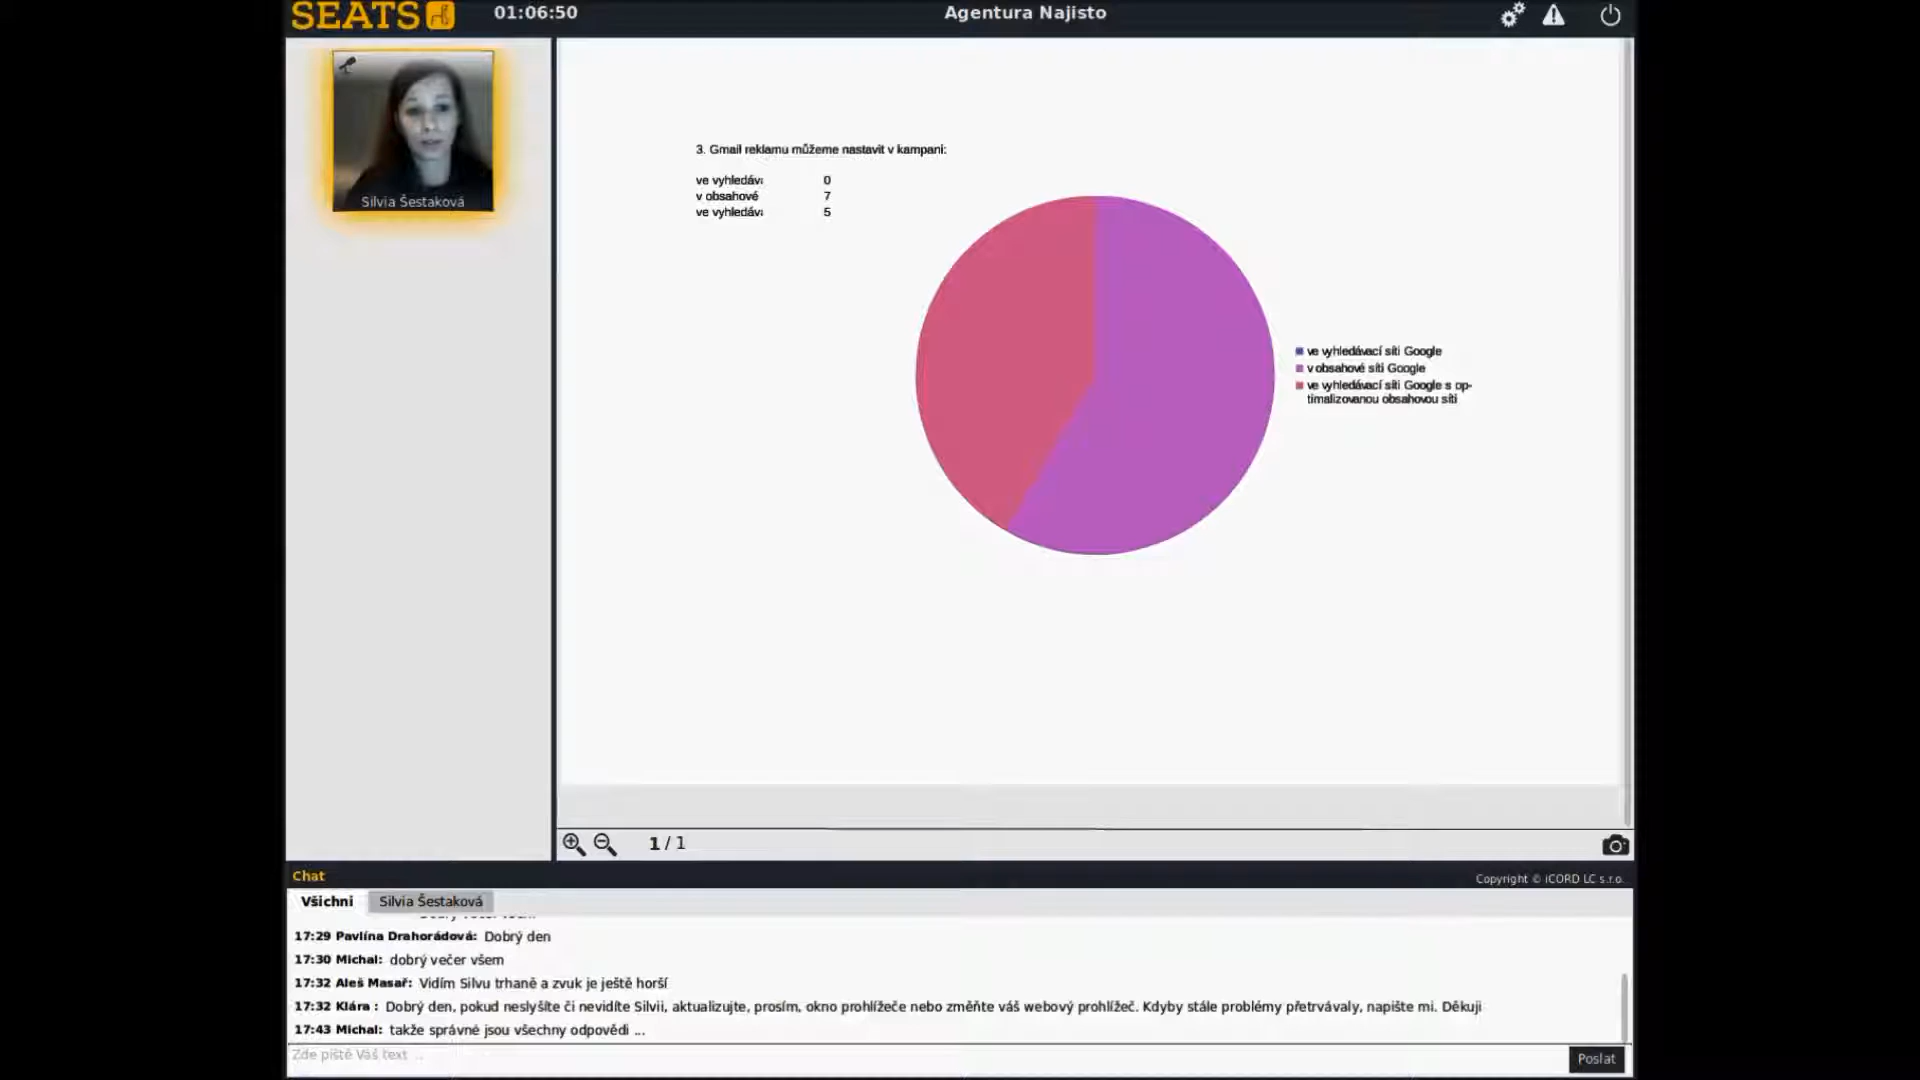 SEATS
01:06:50
Agentura Najisto
Silvia Šestaková
3. Gmail reklamu můžeme nastavit v kampani:
ve vyhledáva 0
v obsahové 7
ve vyhledáva 5
ve vyhledávací síti Google
v obsahové síti Google
ve vyhledávací síti Google s op-
timalizovanou obsahovou síti
1 / 1
Chat
Copyright © iCORD LC s.r.o.
Všichni
Silvia Šestaková
17:29 Pavlína Drahorádová: Dobrý den
17:30 Michal: dobrý večer všem
17:32 Aleš Masař: Vidím Silvu trhaně a zvuk je ještě horší
17:32 Klára : Dobrý den, pokud neslyšíte či nevidíte Silvii, aktualizujte, prosím, okno prohlížeče nebo změňte váš webový prohlížeč. Kdyby stále problémy přetrvávaly, napište mi. Děkuji
17:43 Michal: takže správné jsou všechny odpovědi ...
Zde piště Váš text ...
Poslat